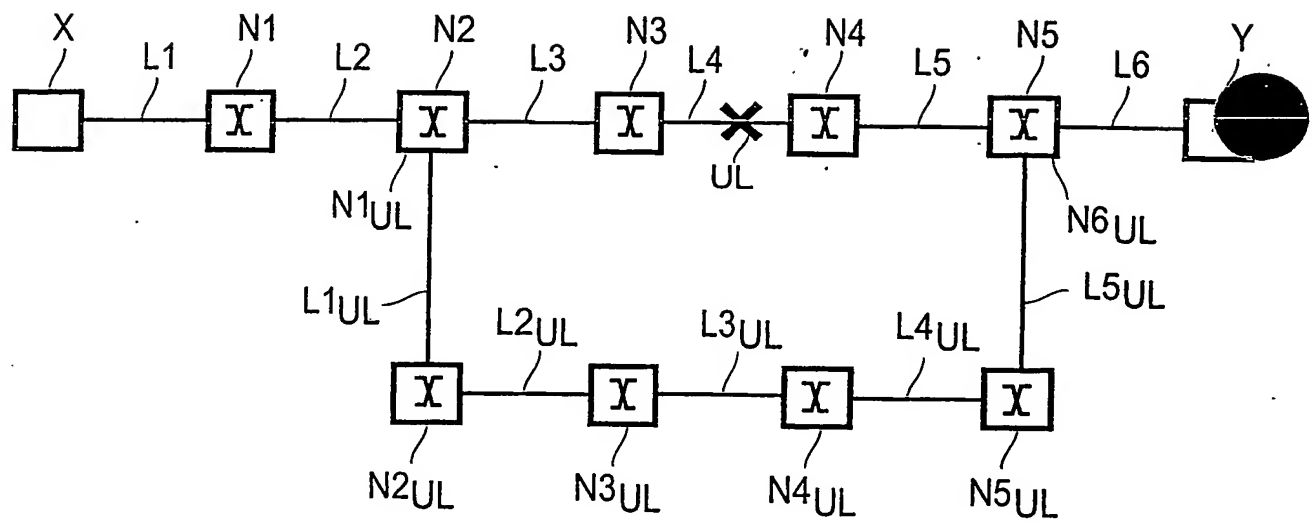 X N1 N2 N3 N4 N5 Y
L1 L2 L3 L4 L5 L6
UL
N1UL N6UL
L1UL L5UL
L2UL L3UL L4UL
N2UL N3UL N4UL N5UL